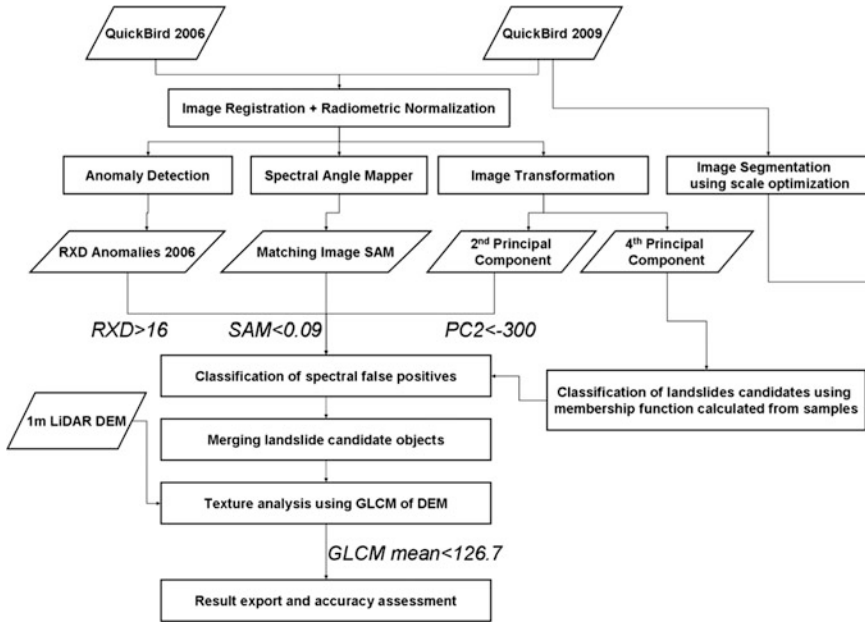 QuickBird 2006
QuickBird 2009
Image Registration + Radiometric Normalization
Anomaly Detection
Spectral Angle Mapper
Image Transformation
Image Segmentation
using scale optimization
RXD Anomalies 2006
Matching Image SAM
2nd Principal
Component
4th Principal
Component
RXD>16
SAM<0.09
PC2<-300
Classification of spectral false positives
Classification of landslides candidates using
membership function calculated from samples
1m LiDAR DEM
Merging landslide candidate objects
Texture analysis using GLCM of DEM
GLCM mean<126.7
Result export and accuracy assessment